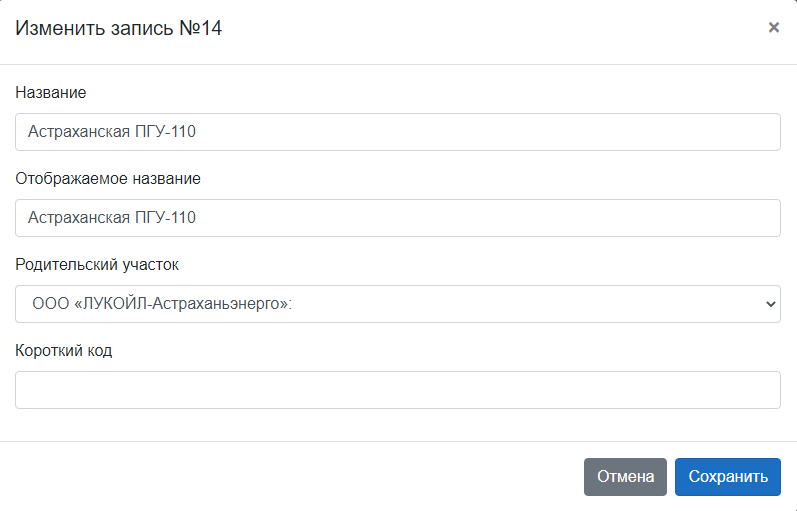 Изменить запись №14
×
Название
Астраханская ПГУ-110
Отображаемое название
Астраханская ПГУ-110
Родительский участок
ООО «ЛУКОЙЛ-Астраханьэнерго»:
Короткий код
Отмена
Сохранить